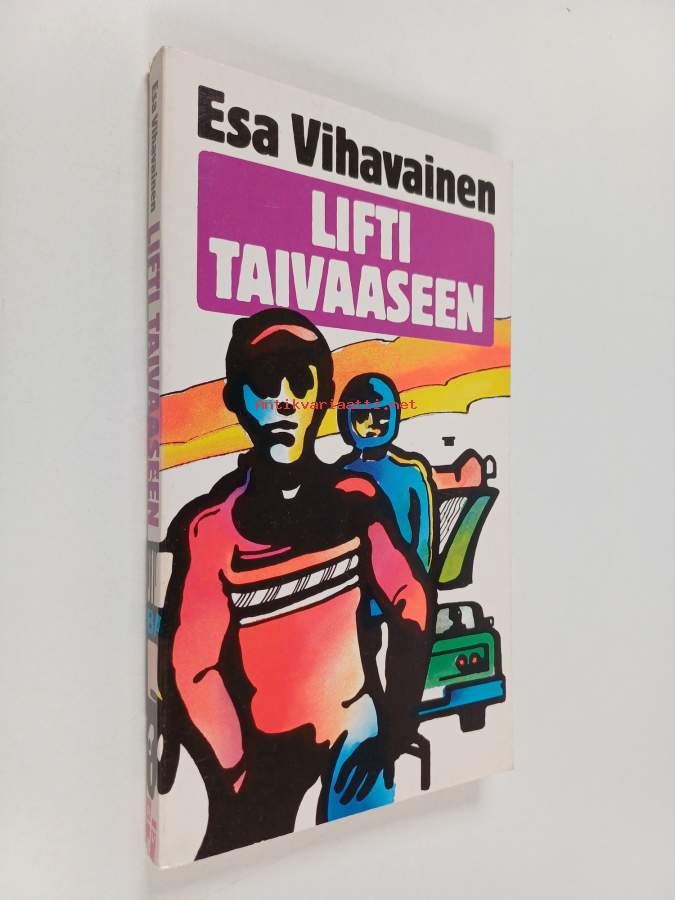 Esa Vihavainen
LIFTI
TAIVAASEEN
Esa Vihavainen LIFTI TAIVAASEEN
antikvariaatti.net